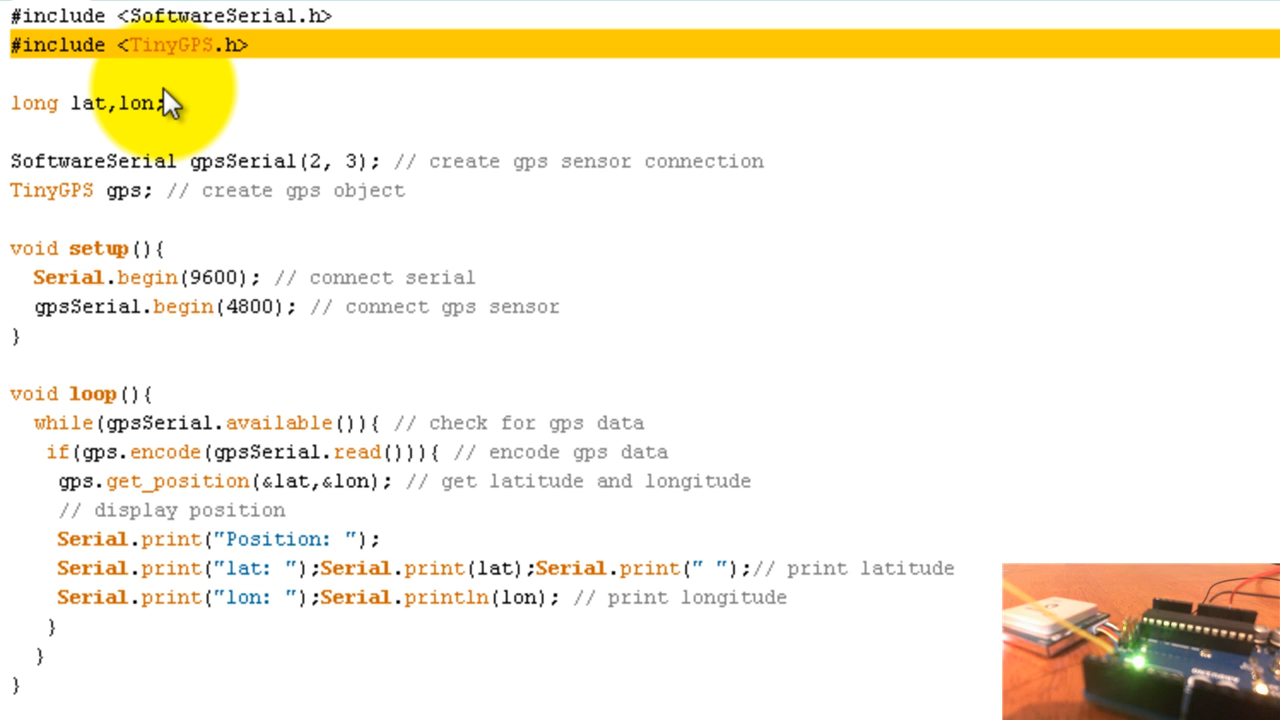 #include <SoftwareSerial.h>
#include <TinyGPS.h>
long lat,lon;
SoftwareSerial gpsSerial(2, 3); // create gps sensor connection
TinyGPS gps; // create gps object
void setup(){
Serial.begin(9600); // connect serial
gpsSerial.begin(4800); // connect gps sensor
}
void loop(){
while(gpsSerial.available()){ // check for gps data
if(gps.encode(gpsSerial.read())){ // encode gps data
gps.get_position(&lat,&lon); // get latitude and longitude
// display position
Serial.print("Position: ");
Serial.print("lat: ");Serial.print(lat);Serial.print(" ");// print latitude
Serial.print("lon: ");Serial.println(lon); // print longitude
}
}
}